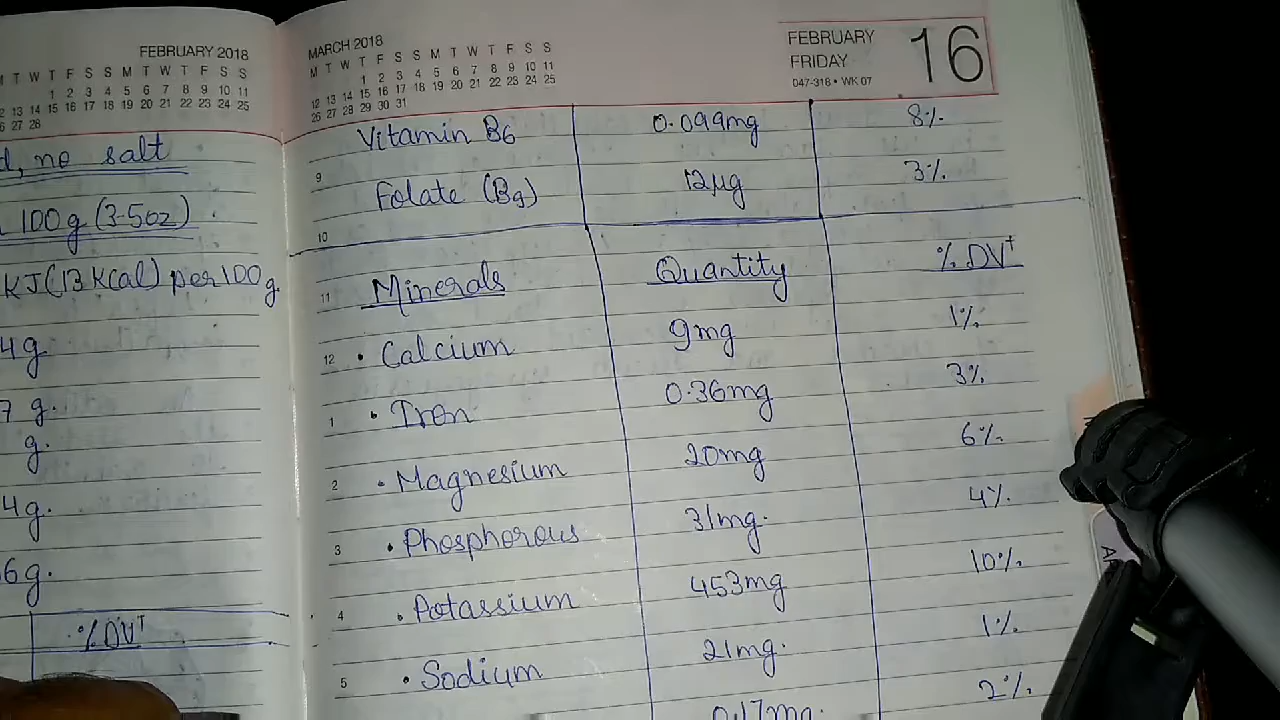 FEBRUARY 2018
M T W T F S S M T W T F S S
1 2 3 4 5 6 7 8 9 10 11
12 13 14 15 16 17 18 19 20 21 22 23 24 25
26 27 28
d, no salt
100g (3.5oz)
KJ (13 Kcal) per 100g.
4g
7 g.
g.
4g.
6g.
% DV†
MARCH 2018
M T W T F S S M T W T F S S
1 2 3 4 5 6 7 8 9 10 11
12 13 14 15 16 17 18 19 20 21 22 23 24 25
26 27 28 29 30 31
FEBRUARY 16
FRIDAY
047-318 • WK 07
Vitamin B6 0.099mg 8%
9 Folate (B9) 12µg 3%
10
11 Minerals Quantity % DV†
12 • Calcium 9mg 1%
1 • Iron 0.36mg 3%
2 • Magnesium 20mg 6%
3 • Phosphorous 31mg. 4%
4 • Potassium 453mg 10%
5 • Sodium 21mg. 1%
0.17mg. 2%